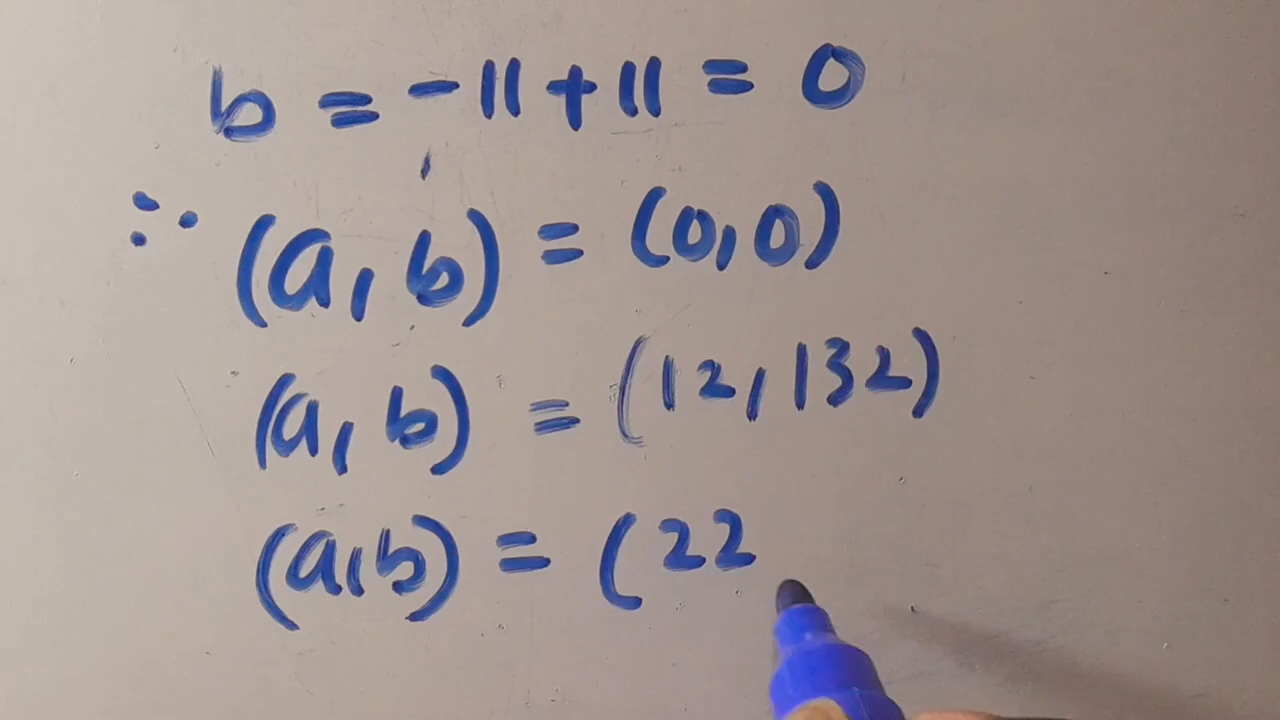 b = -11 + 11 = 0
∴ (a, b) = (0, 0)
(a, b) = (12, 132)
(a, b) = (22